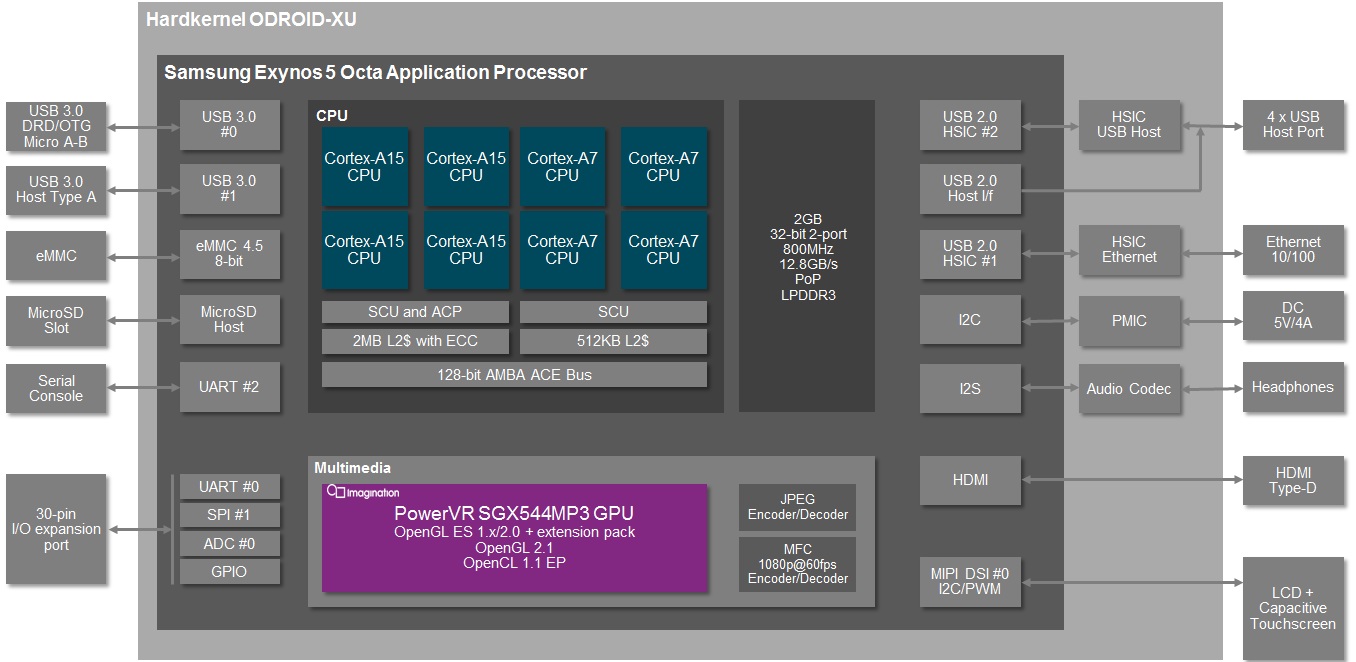 Hardkernel ODROID-XU
Samsung Exynos 5 Octa Application Processor
USB 3.0
DRD/OTG
Micro A-B
USB 3.0
Host Type A
eMMC
MicroSD
Slot
Serial
Console
30-pin
I/O expansion
port
USB 3.0
#0
USB 3.0
#1
eMMC 4.5
8-bit
MicroSD
Host
UART #2
UART #0
SPI #1
ADC #0
GPIO
CPU
Cortex-A15
CPU
Cortex-A15
CPU
Cortex-A7
CPU
Cortex-A7
CPU
Cortex-A15
CPU
Cortex-A15
CPU
Cortex-A7
CPU
Cortex-A7
CPU
SCU and ACP
SCU
2MB L2$ with ECC
512KB L2$
128-bit AMBA ACE Bus
2GB
32-bit 2-port
800MHz
12.8GB/s
PoP
LPDDR3
Multimedia
Imagination
PowerVR SGX544MP3 GPU
OpenGL ES 1.x/2.0 + extension pack
OpenGL 2.1
OpenCL 1.1 EP
JPEG
Encoder/Decoder
MFC
1080p@60fps
Encoder/Decoder
USB 2.0
HSIC #2
USB 2.0
Host I/f
USB 2.0
HSIC #1
I2C
I2S
HDMI
MIPI DSI #0
I2C/PWM
HSIC
USB Host
HSIC
Ethernet
PMIC
Audio Codec
4 x USB
Host Port
Ethernet
10/100
DC
5V/4A
Headphones
HDMI
Type-D
LCD +
Capacitive
Touchscreen